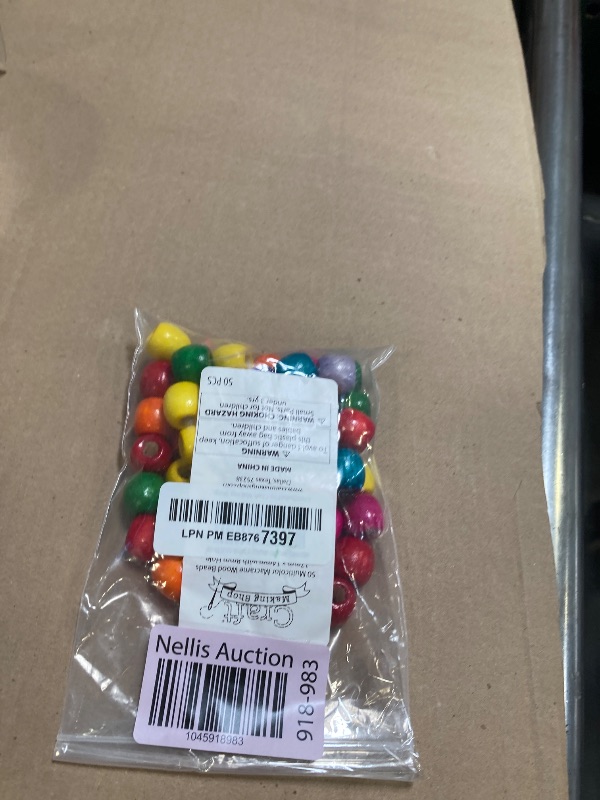 50 PCS
Small Parts. Not for children
under 3 yrs.
WARNING: CHOKING HAZARD
To avoid danger of suffocation, keep
this plastic bag away from
babies and children.
WARNING
MADE IN CHINA
Dallas, Texas 75238
LPN PM EB8767397
50 Multicolor Macrame Wood Beads
Craft
Making Shop
Nellis Auction
1045918983
918-983